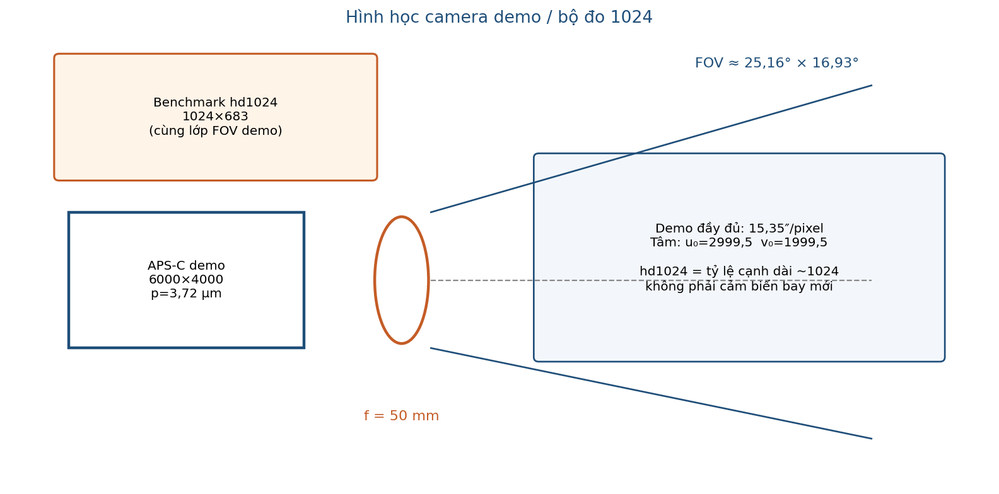 Hình học camera demo / bộ đo 1024
FOV ≈ 25,16° × 16,93°
Benchmark hd1024
1024×683
(cùng lớp FOV demo)
APS-C demo
6000×4000
p=3,72 µm
Demo đầy đủ: 15,35″/pixel
Tâm: u₀=2999,5  v₀=1999,5
hd1024 = tỷ lệ cạnh dài ~1024
không phải cảm biến bay mới
f = 50 mm